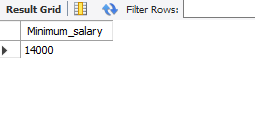 Result Grid Filter Rows:
Minimum_salary
14000